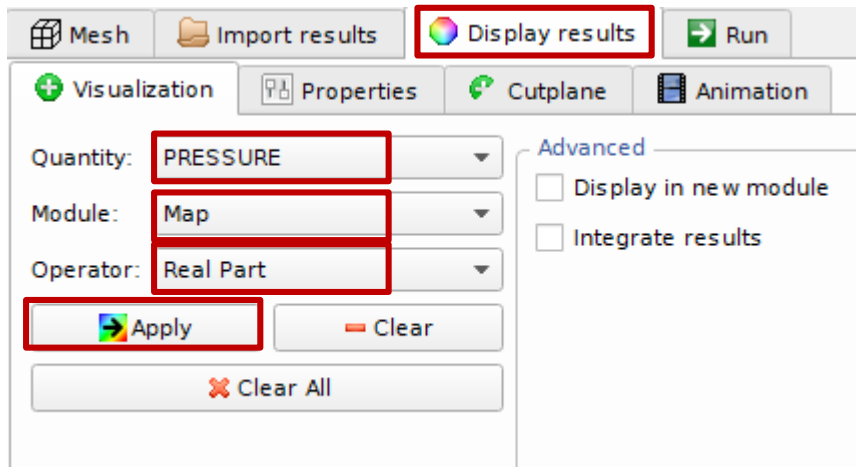 Mesh Import results Display results Run
Visualization Properties Cutplane Animation
Quantity: PRESSURE
Module: Map
Operator: Real Part
Apply Clear
Clear All
Advanced
Display in new module
Integrate results